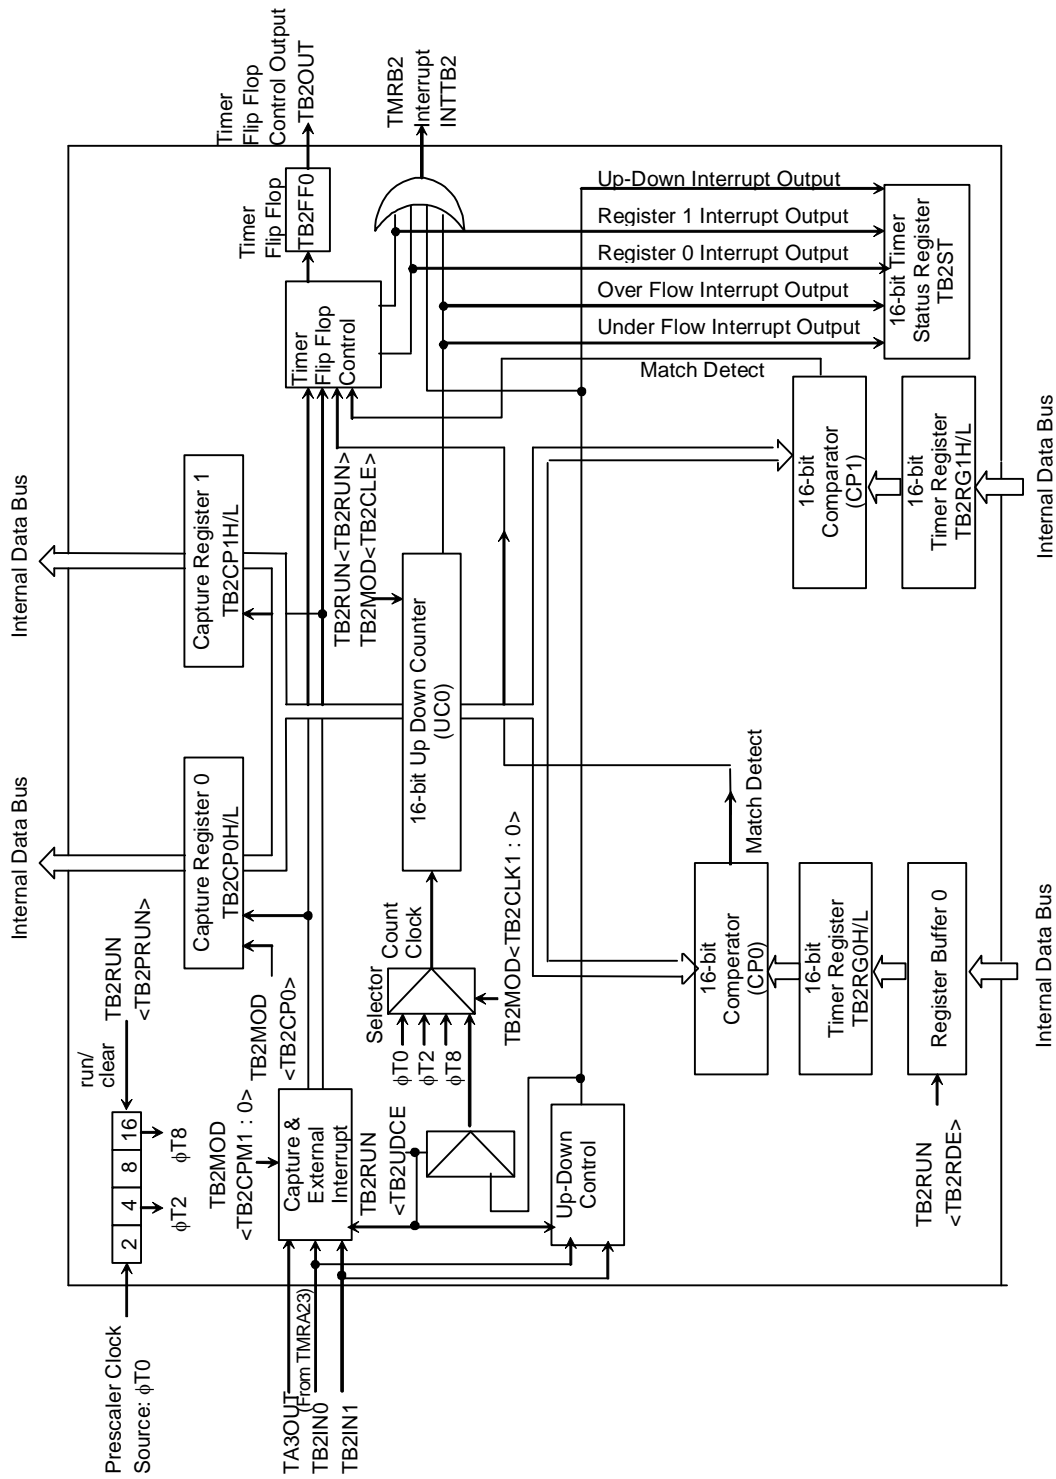 Prescaler Clock
Source: ϕT0
2
4
8
16
run/
clear
TB2RUN
<TB2PRUN>
ϕT2
ϕT8
Internal Data Bus
Internal Data Bus
Capture Register 0
TB2CP0H/L
Capture Register 1
TB2CP1H/L
Timer
Flip Flop
Control Output
TB2OUT
Timer
Flip Flop
TB2FF0
TMRB2
Interrupt
INTTB2
TB2MOD
<TB2CPM1 : 0>
TB2MOD
<TB2CP0>
TA3OUT
(From TMRA23)
TB2IN0
TB2IN1
Capture &
External
Interrupt
TB2RUN
<TB2UDCE
Timer
Flip Flop
Control
TB2RUN<TB2RUN>
TB2MOD<TB2CLE>
Selector
Count
Clock
ϕT0
ϕT2
ϕT8
16-bit Up Down Counter
(UC0)
TB2MOD<TB2CLK1 : 0>
Up-Down
Control
Up-Down Interrupt Output
Register 1 Interrupt Output
Register 0 Interrupt Output
Over Flow Interrupt Output
Under Flow Interrupt Output
16-bit Timer
Status Register
TB2ST
Match Detect
Match Detect
16-bit
Comperator
(CP0)
16-bit
Comparator
(CP1)
16-bit
Timer Register
TB2RG0H/L
16-bit
Timer Register
TB2RG1H/L
Register Buffer 0
TB2RUN
<TB2RDE>
Internal Data Bus
Internal Data Bus